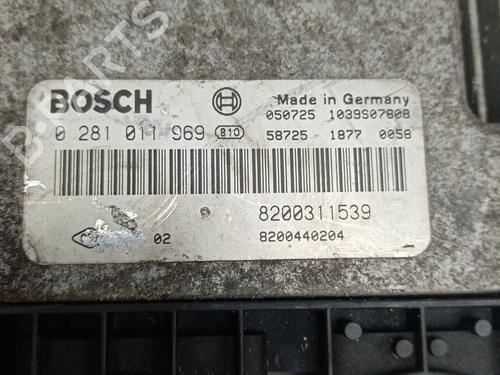 BOSCH
Made in Germany
050725 1039S07808
0 281 011 969 810
58725 1877 0058
8200311539
02
8200440204
B-PARTS